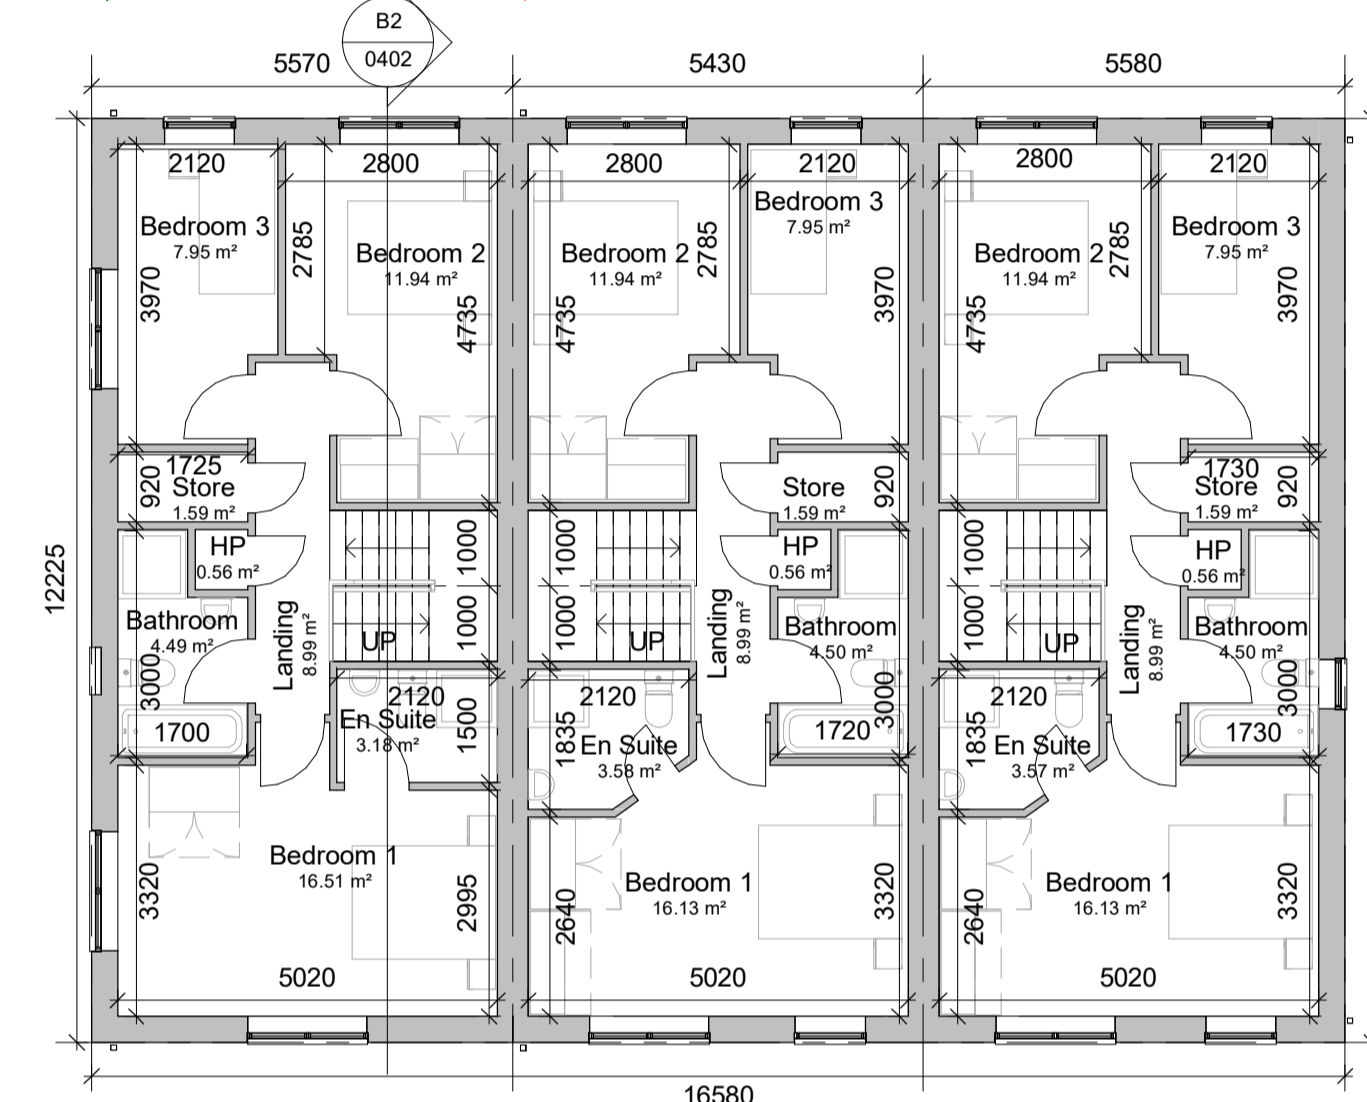 B2
0402
5570
5430
5580
2120
2800
2800
2120
2800
2120
Bedroom 3
7.95 m²
2785
Bedroom 2
11.94 m²
3970
4735
Bedroom 2
11.94 m²
2785
Bedroom 3
7.95 m²
4735
3970
Bedroom 2
11.94 m²
2785
Bedroom 3
7.95 m²
4735
3970
1725
920
Store
1.59 m²
Store
1.59 m²
920
1730
Store
1.59 m²
920
12225
HP
0.56 m²
1000
1000
HP
0.56 m²
1000
HP
0.56 m²
Bathroom
4.49 m²
Landing
8.99 m²
UP
1000
1000
UP
Landing
8.99 m²
Bathroom
4.50 m²
1000
UP
Landing
8.99 m²
Bathroom
4.50 m²
3000
1700
2120
En Suite
3.18 m²
1500
2120
1835
En Suite
3.58 m²
3000
1720
2120
1835
En Suite
3.57 m²
3000
1730
Bedroom 1
16.51 m²
3320
2995
5020
Bedroom 1
16.13 m²
2640
3320
5020
Bedroom 1
16.13 m²
2640
3320
5020
16580